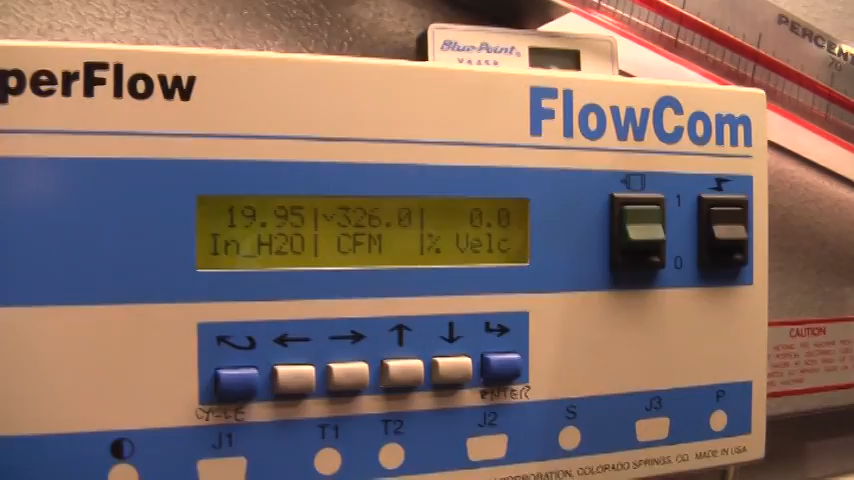 perFlow
Blue-Point
FlowCom
PERCENT
70
19.95|~326.0| 0.0
In_H2O| CFM |% Velc
1
0
CYCLE
ENTER
J1
T1
T2
J2
S
J3
P
CORPORATION, COLORADO SPRINGS, CO. MADE IN USA
CAUTION